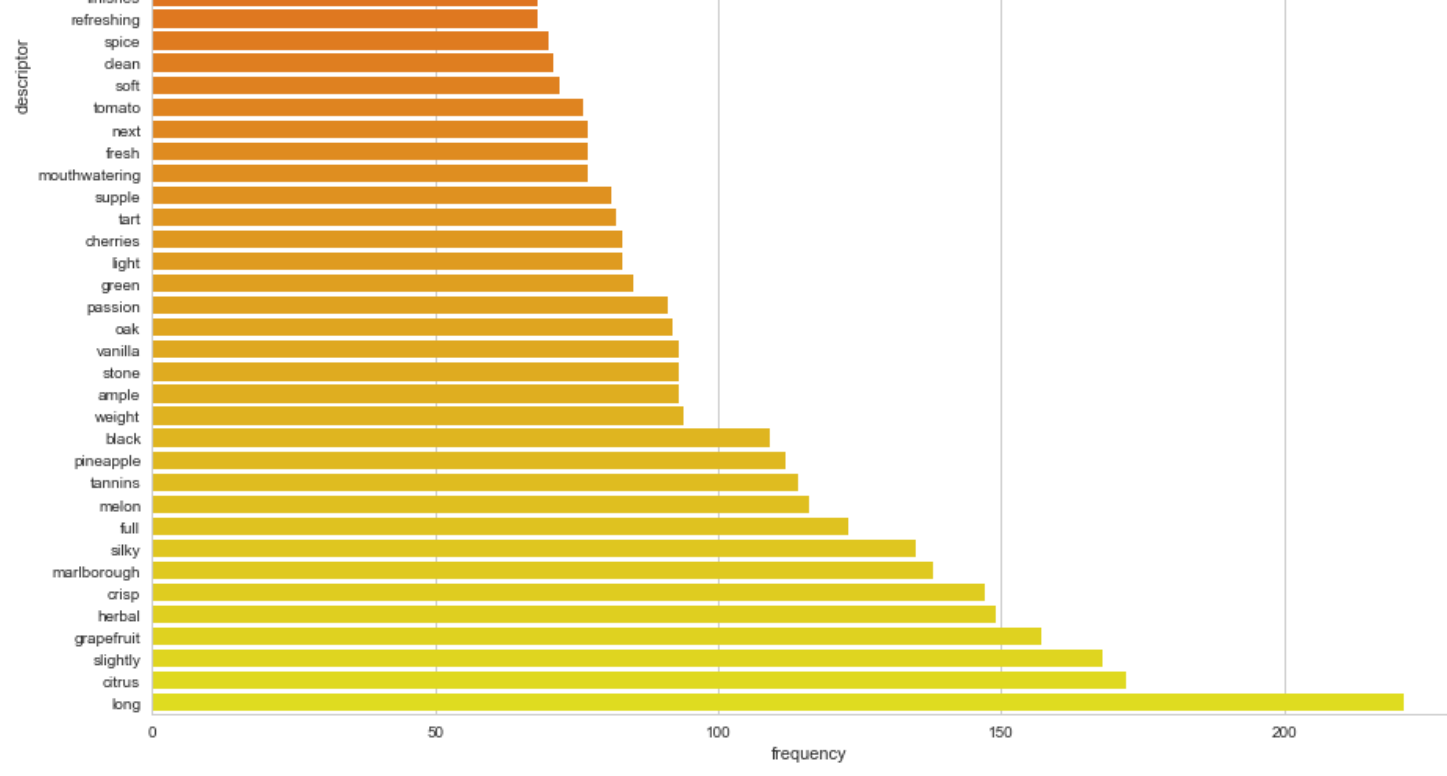 finishes
refreshing
spice
clean
soft
tomato
next
fresh
mouthwatering
supple
tart
cherries
light
green
passion
oak
vanilla
stone
ample
weight
black
pineapple
tannins
melon
full
silky
marlborough
crisp
herbal
grapefruit
slightly
citrus
long
descriptor
0 50 100 150 200
frequency